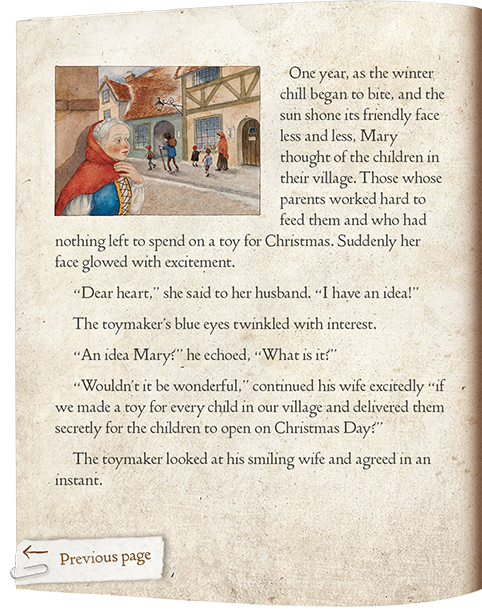 One year, as the winter
chill began to bite, and the
sun shone its friendly face
less and less, Mary
thought of the children in
their village. Those whose
parents worked hard to
feed them and who had
nothing left to spend on a toy for Christmas. Suddenly her
face glowed with excitement.
“Dear heart,” she said to her husband. “I have an idea!”
The toymaker’s blue eyes twinkled with interest.
“An idea Mary?” he echoed, “What is it?”
“Wouldn’t it be wonderful,” continued his wife excitedly “if
we made a toy for every child in our village and delivered them
secretly for the children to open on Christmas Day?”
The toymaker looked at his smiling wife and agreed in an
instant.
Previous page